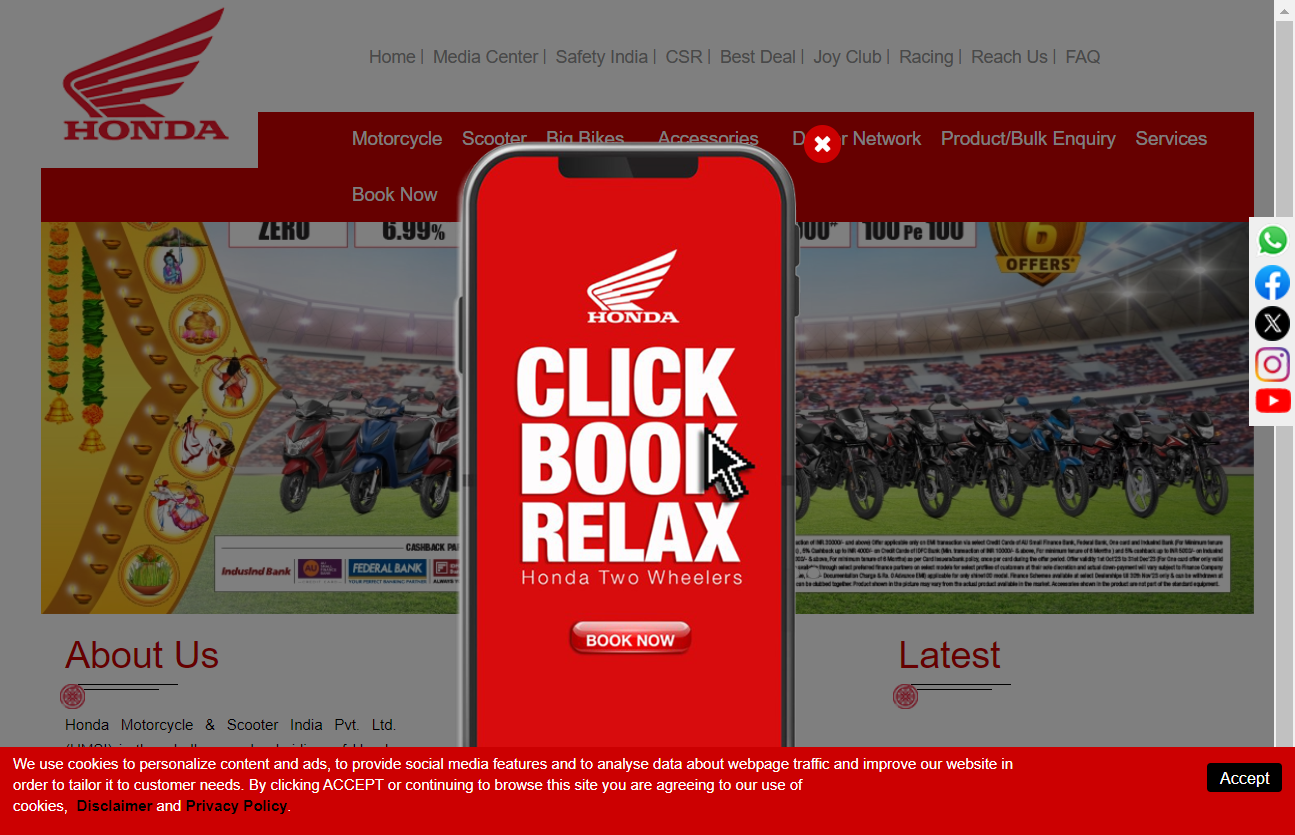 HONDA
Home | Media Center | Safety India | CSR | Best Deal | Joy Club | Racing | Reach Us | FAQ
Motorcycle Scooter Big Bikes Accessories Network Product/Bulk Enquiry Services
Book Now
ZERO 6.99% 100 Pe 100
6
OFFERS*
HONDA
CLICK
BOOK
RELAX
Honda Two Wheelers
BOOK NOW
IndusInd Bank AU FEDERAL BANK
YOUR PERFECT BANKING PARTNER
CASHBACK
About Us
Latest
Honda Motorcycle & Scooter India Pvt. Ltd.
We use cookies to personalize content and ads, to provide social media features and to analyse data about webpage traffic and improve our website in
order to tailor it to customer needs. By clicking ACCEPT or continuing to browse this site you are agreeing to our use of
cookies, Disclaimer and Privacy Policy.
Accept